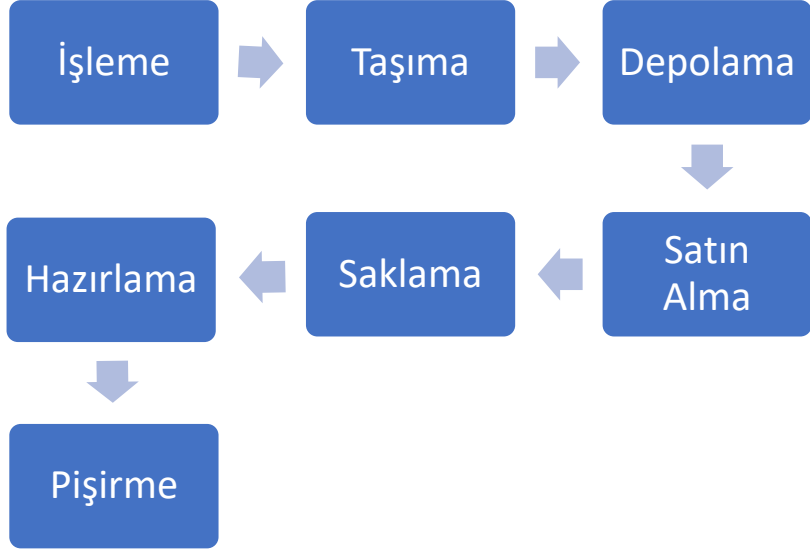 İşleme
Taşıma
Depolama
Satın
Alma
Saklama
Hazırlama
Pişirme